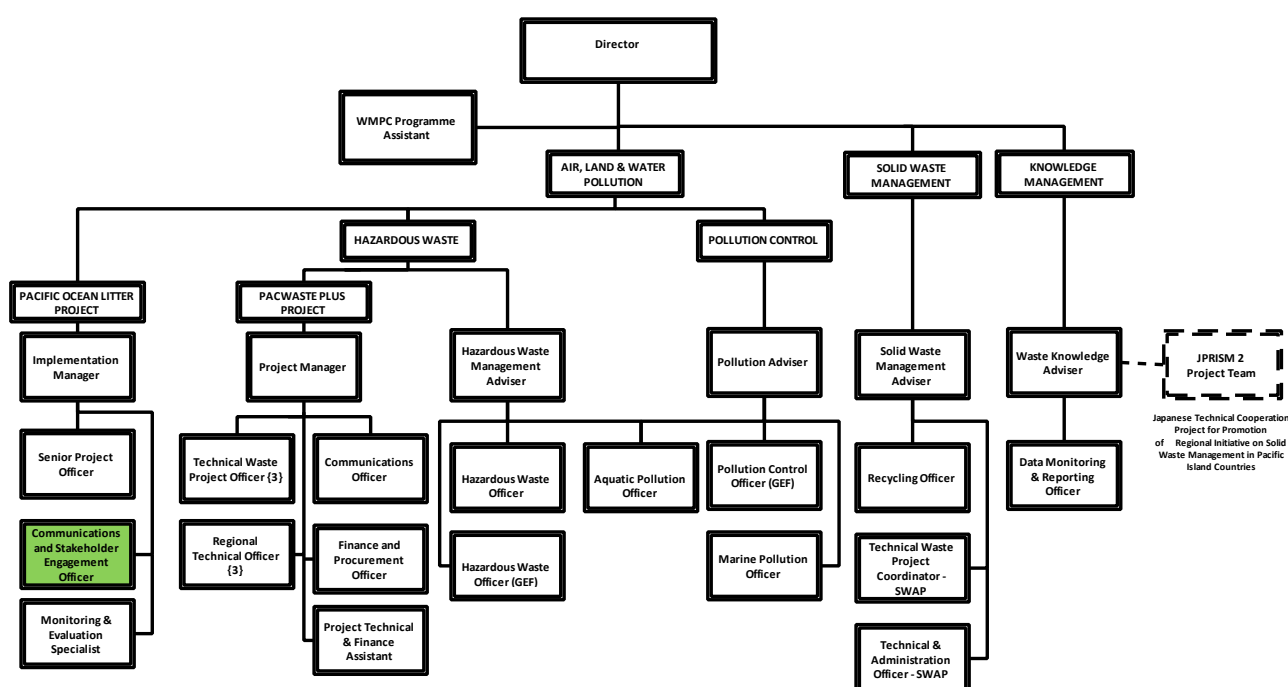 Director
WMPC Programme
Assistant
AIR, LAND & WATER
POLLUTION
SOLID WASTE
MANAGEMENT
KNOWLEDGE
MANAGEMENT
HAZARDOUS WASTE
POLLUTION CONTROL
PACIFIC OCEAN LITTER
PROJECT
PACWASTE PLUS
PROJECT
Implementation
Manager
Project Manager
Hazardous Waste
Management
Adviser
Pollution Adviser
Solid Waste
Management
Adviser
Waste Knowledge
Adviser
JPRISM 2
Project Team
Japanese Technical Cooperation
Project for Promotion
of Regional Initiative on Solid
Waste Management in Pacific
Island Countries
Senior Project
Officer
Technical Waste
Project Officer {3}
Communications
Officer
Hazardous Waste
Officer
Aquatic Pollution
Officer
Pollution Control
Officer (GEF)
Recycling Officer
Data Monitoring
& Reporting
Officer
Communications
and Stakeholder
Engagement
Officer
Regional
Technical Officer
{3}
Finance and
Procurement
Officer
Hazardous Waste
Officer (GEF)
Marine Pollution
Officer
Technical Waste
Project
Coordinator -
SWAP
Monitoring &
Evaluation
Specialist
Project Technical
& Finance
Assistant
Technical &
Administration
Officer - SWAP